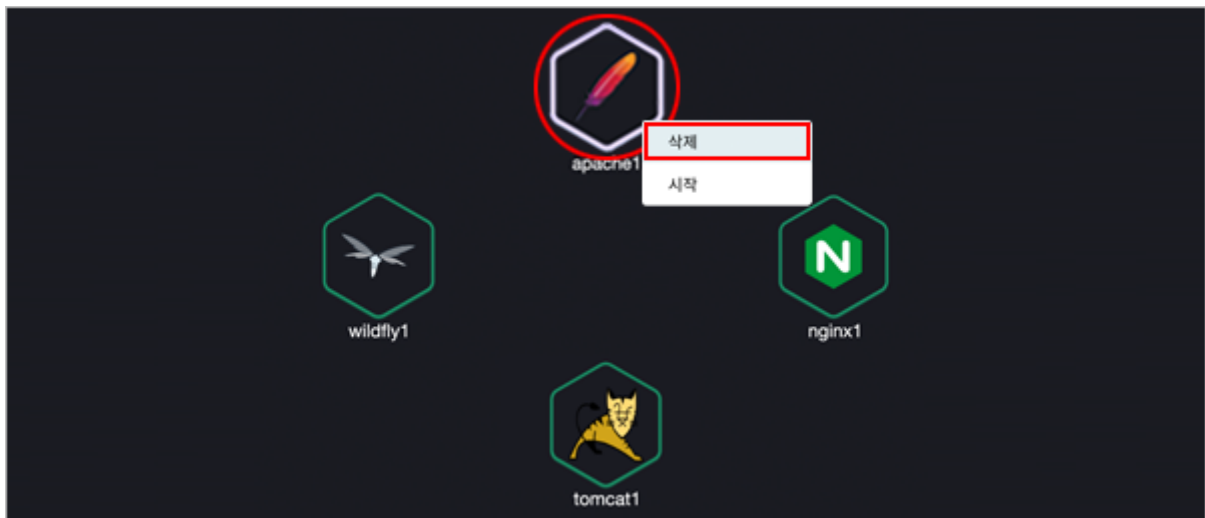 삭제
apache1
시작
wildfly1
N
nginx1
tomcat1